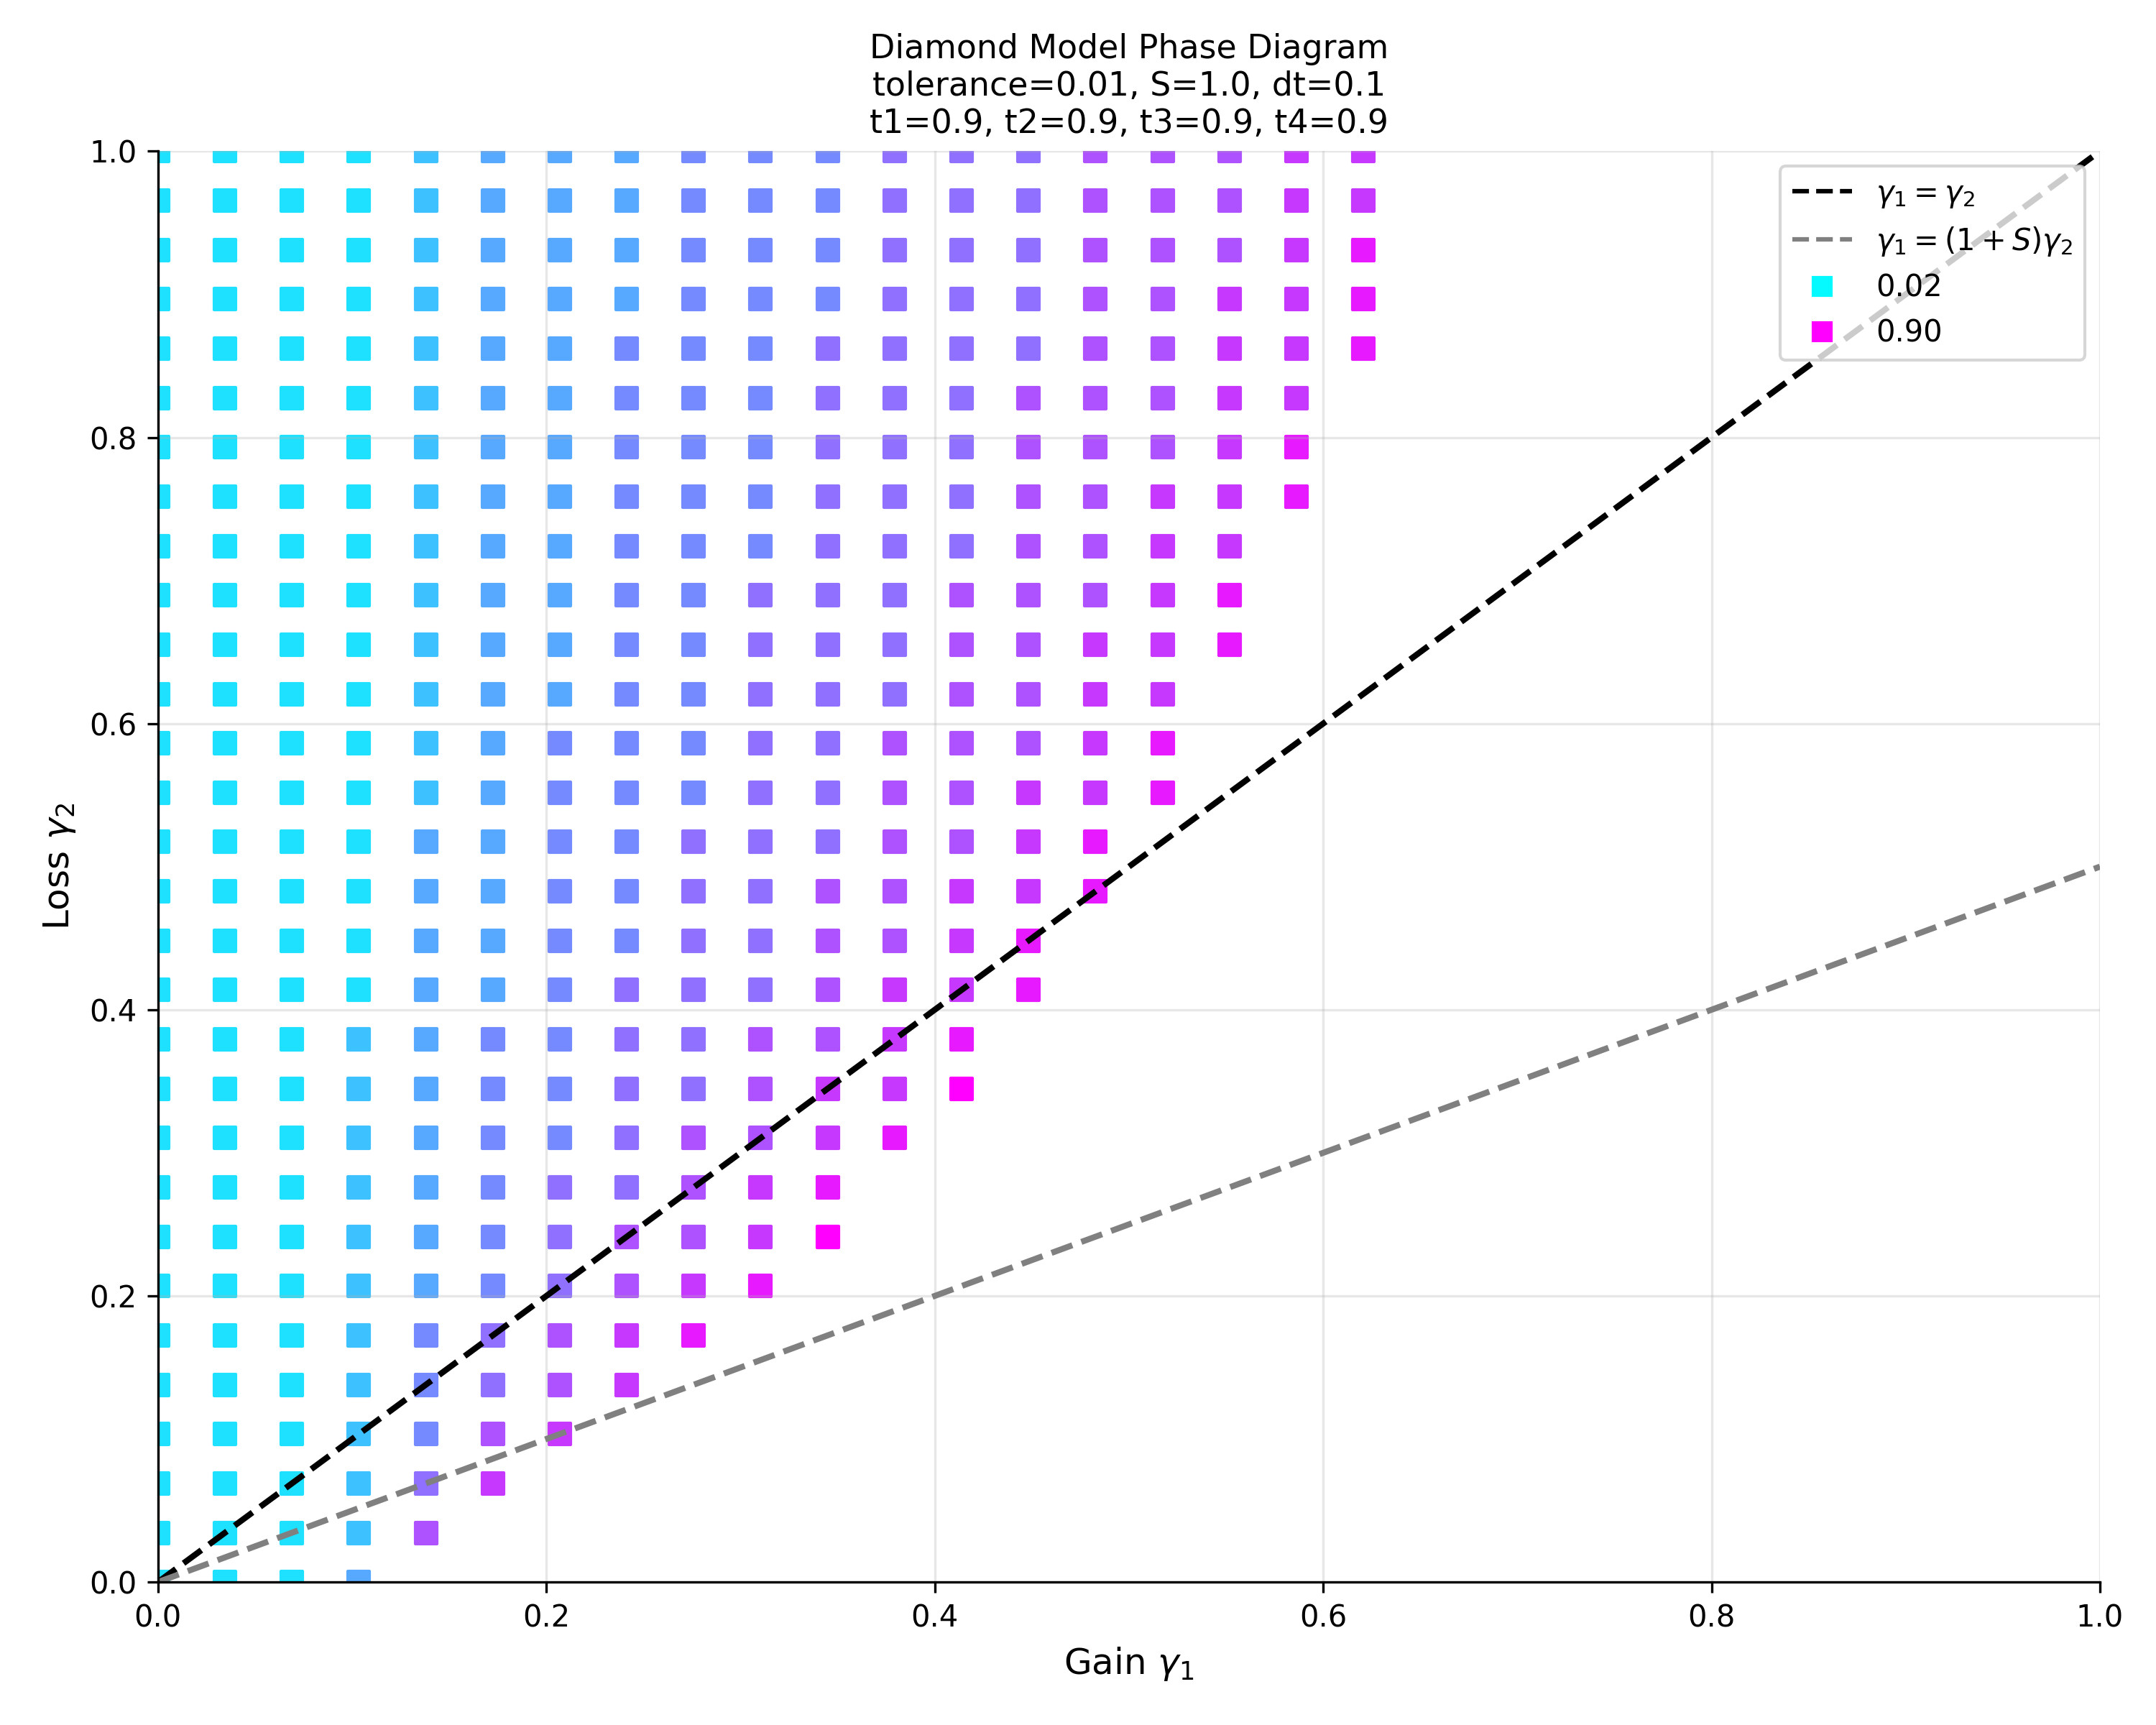 Diamond Model Phase Diagram
tolerance=0.01, S=1.0, dt=0.1
t1=0.9, t2=0.9, t3=0.9, t4=0.9
1.0
0.8
0.6
0.4
0.2
0.0
Loss γ₂
γ₁ = γ₂
γ₁ = (1 + S)γ₂
0.02
0.90
0.0 0.2 0.4 0.6 0.8 1.0
Gain γ₁